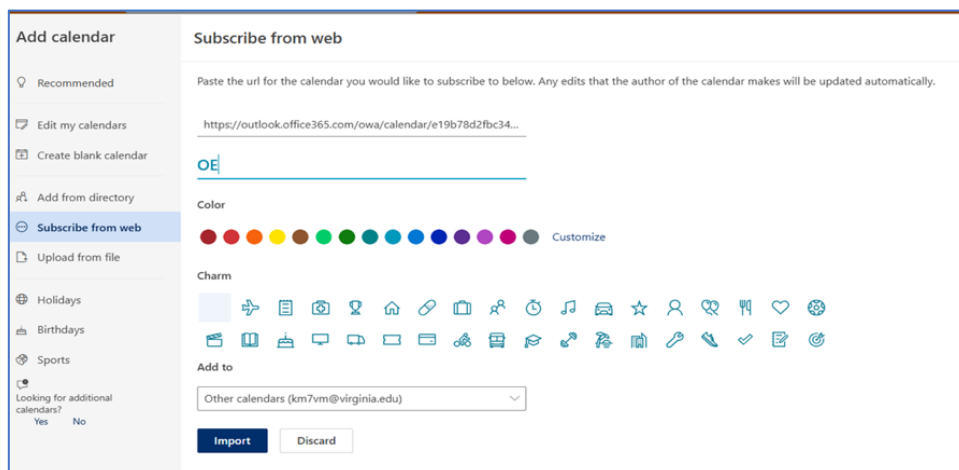 Add calendar
Recommended
Edit my calendars
Create blank calendar
Add from directory
Subscribe from web
Upload from file
Holidays
Birthdays
Sports
Looking for additional
calendars?
Yes No
Subscribe from web
Paste the url for the calendar you would like to subscribe to below. Any edits that the author of the calendar makes will be updated automatically.
https://outlook.office365.com/owa/calendar/e19b78d2fbc34...
OE
Color
Customize
Charm
Add to
Other calendars (km7vm@virginia.edu)
Import Discard